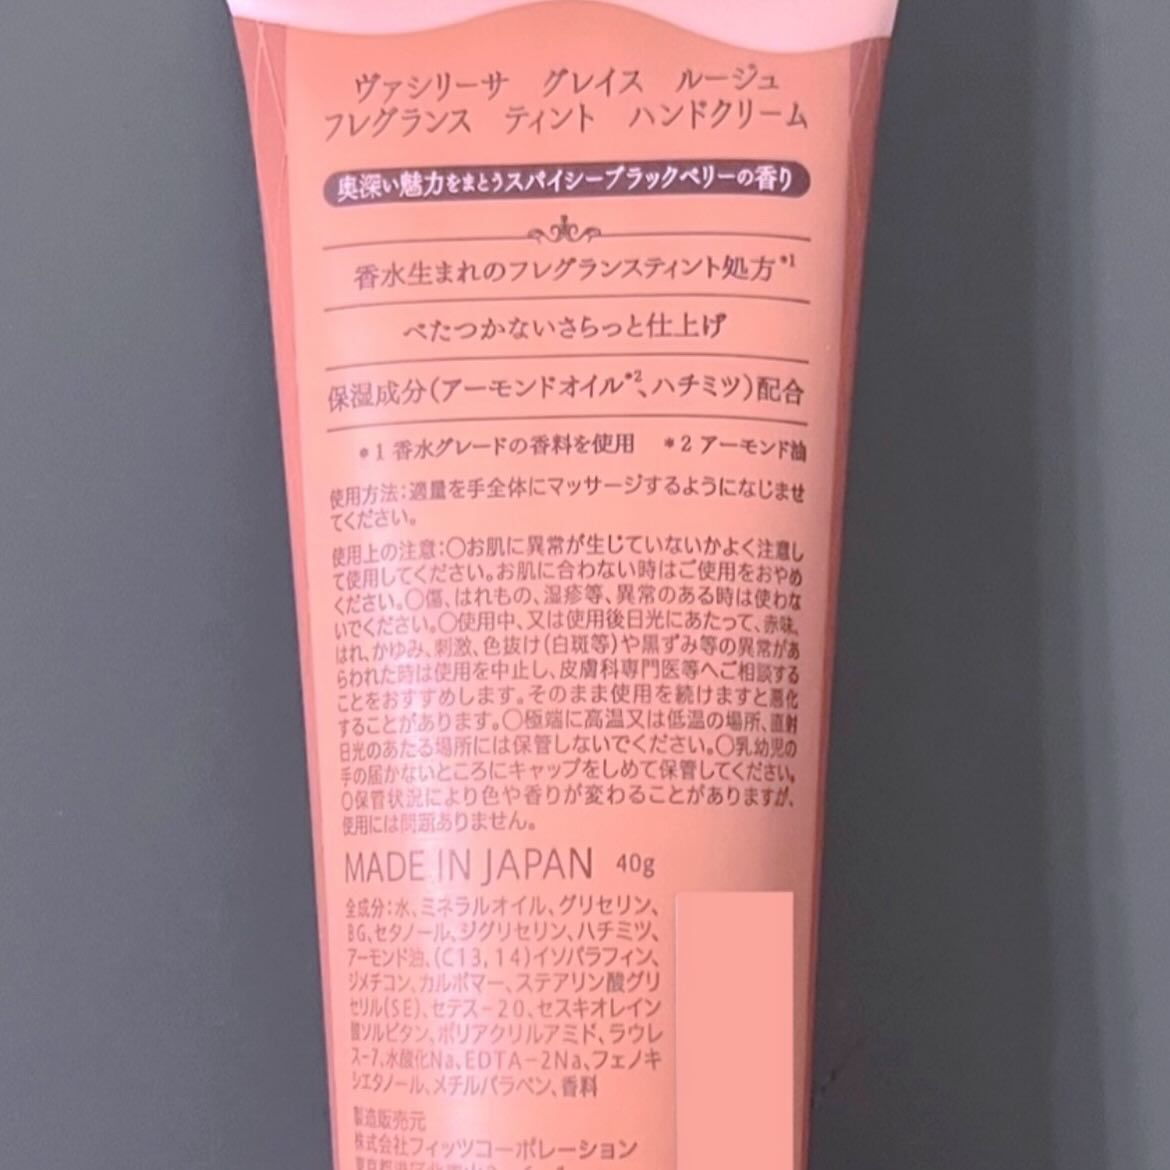 ヴァシリーサ　グレイス　ルージュ
フレグランス　ティント　ハンドクリーム
奥深い魅力をまとうスパイシーブラックベリーの香り
香水生まれのフレグランスティント処方*1
べたつかないさらっと仕上げ
保湿成分(アーモンドオイル*2、ハチミツ)配合
*1 香水グレードの香料を使用　*2 アーモンド油
使用方法:適量を手全体にマッサージするようになじませ
てください。
使用上の注意:○お肌に異常が生じていないかよく注意し
て使用してください。お肌に合わない時はご使用をおやめ
ください。○傷、はれもの、湿疹等、異常のある時は使わな
いでください。○使用中、又は使用後日光にあたって、赤味、
はれ、かゆみ、刺激、色抜け(白斑等)や黒ずみ等の異常があ
らわれた時は使用を中止し、皮膚科専門医等へご相談する
ことをおすすめします。そのまま使用を続けますと悪化
することがあります。○極端に高温又は低温の場所、直射
日光のあたる場所には保管しないでください。○乳幼児の
手の届かないところにキャップをしめて保管してください。
○保管状況により色や香りが変わることがありますが、
使用には問題ありません。
MADE IN JAPAN 40g
全成分:水、ミネラルオイル、グリセリン、
BG、セタノール、ジグリセリン、ハチミツ、
アーモンド油、(C13,14)イソパラフィン、
ジメチコン、カルボマー、ステアリン酸グリ
セリル(SE)、セテス-20、セスキオレイン
酸ソルビタン、ポリアクリルアミド、ラウレ
ス-7、水酸化Na、EDTA-2Na、フェノキ
シエタノール、メチルパラベン、香料
製造販売元
株式会社フィッツコーポレーション